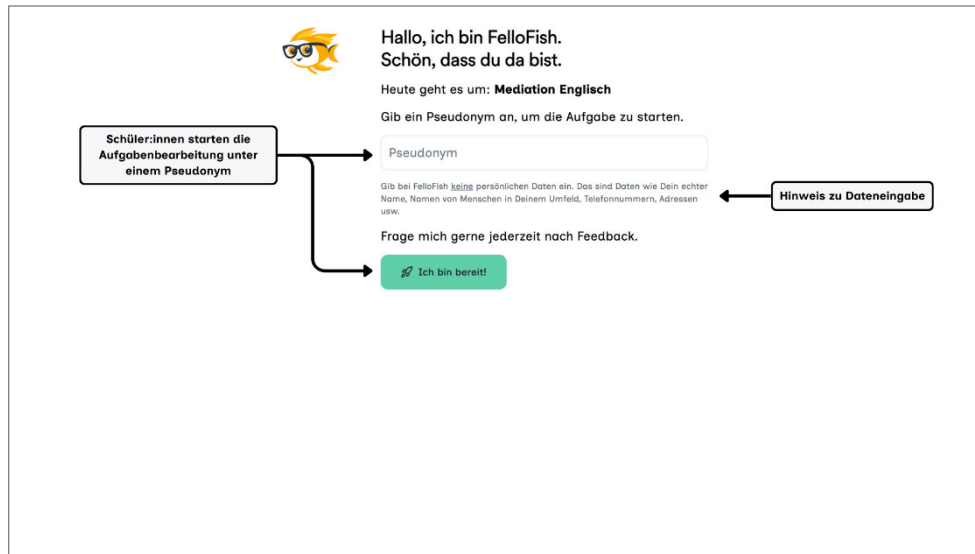 Hallo, ich bin FelloFish.
Schön, dass du da bist.
Heute geht es um: Mediation Englisch
Gib ein Pseudonym an, um die Aufgabe zu starten.
Schüler:innen starten die
Aufgabenbearbeitung unter
einem Pseudonym
Pseudonym
Gib bei FelloFish keine persönlichen Daten ein. Das sind Daten wie Dein echter
Name, Namen von Menschen in Deinem Umfeld, Telefonnummern, Adressen
usw.
Hinweis zu Dateneingabe
Frage mich gerne jederzeit nach Feedback.
Ich bin bereit!